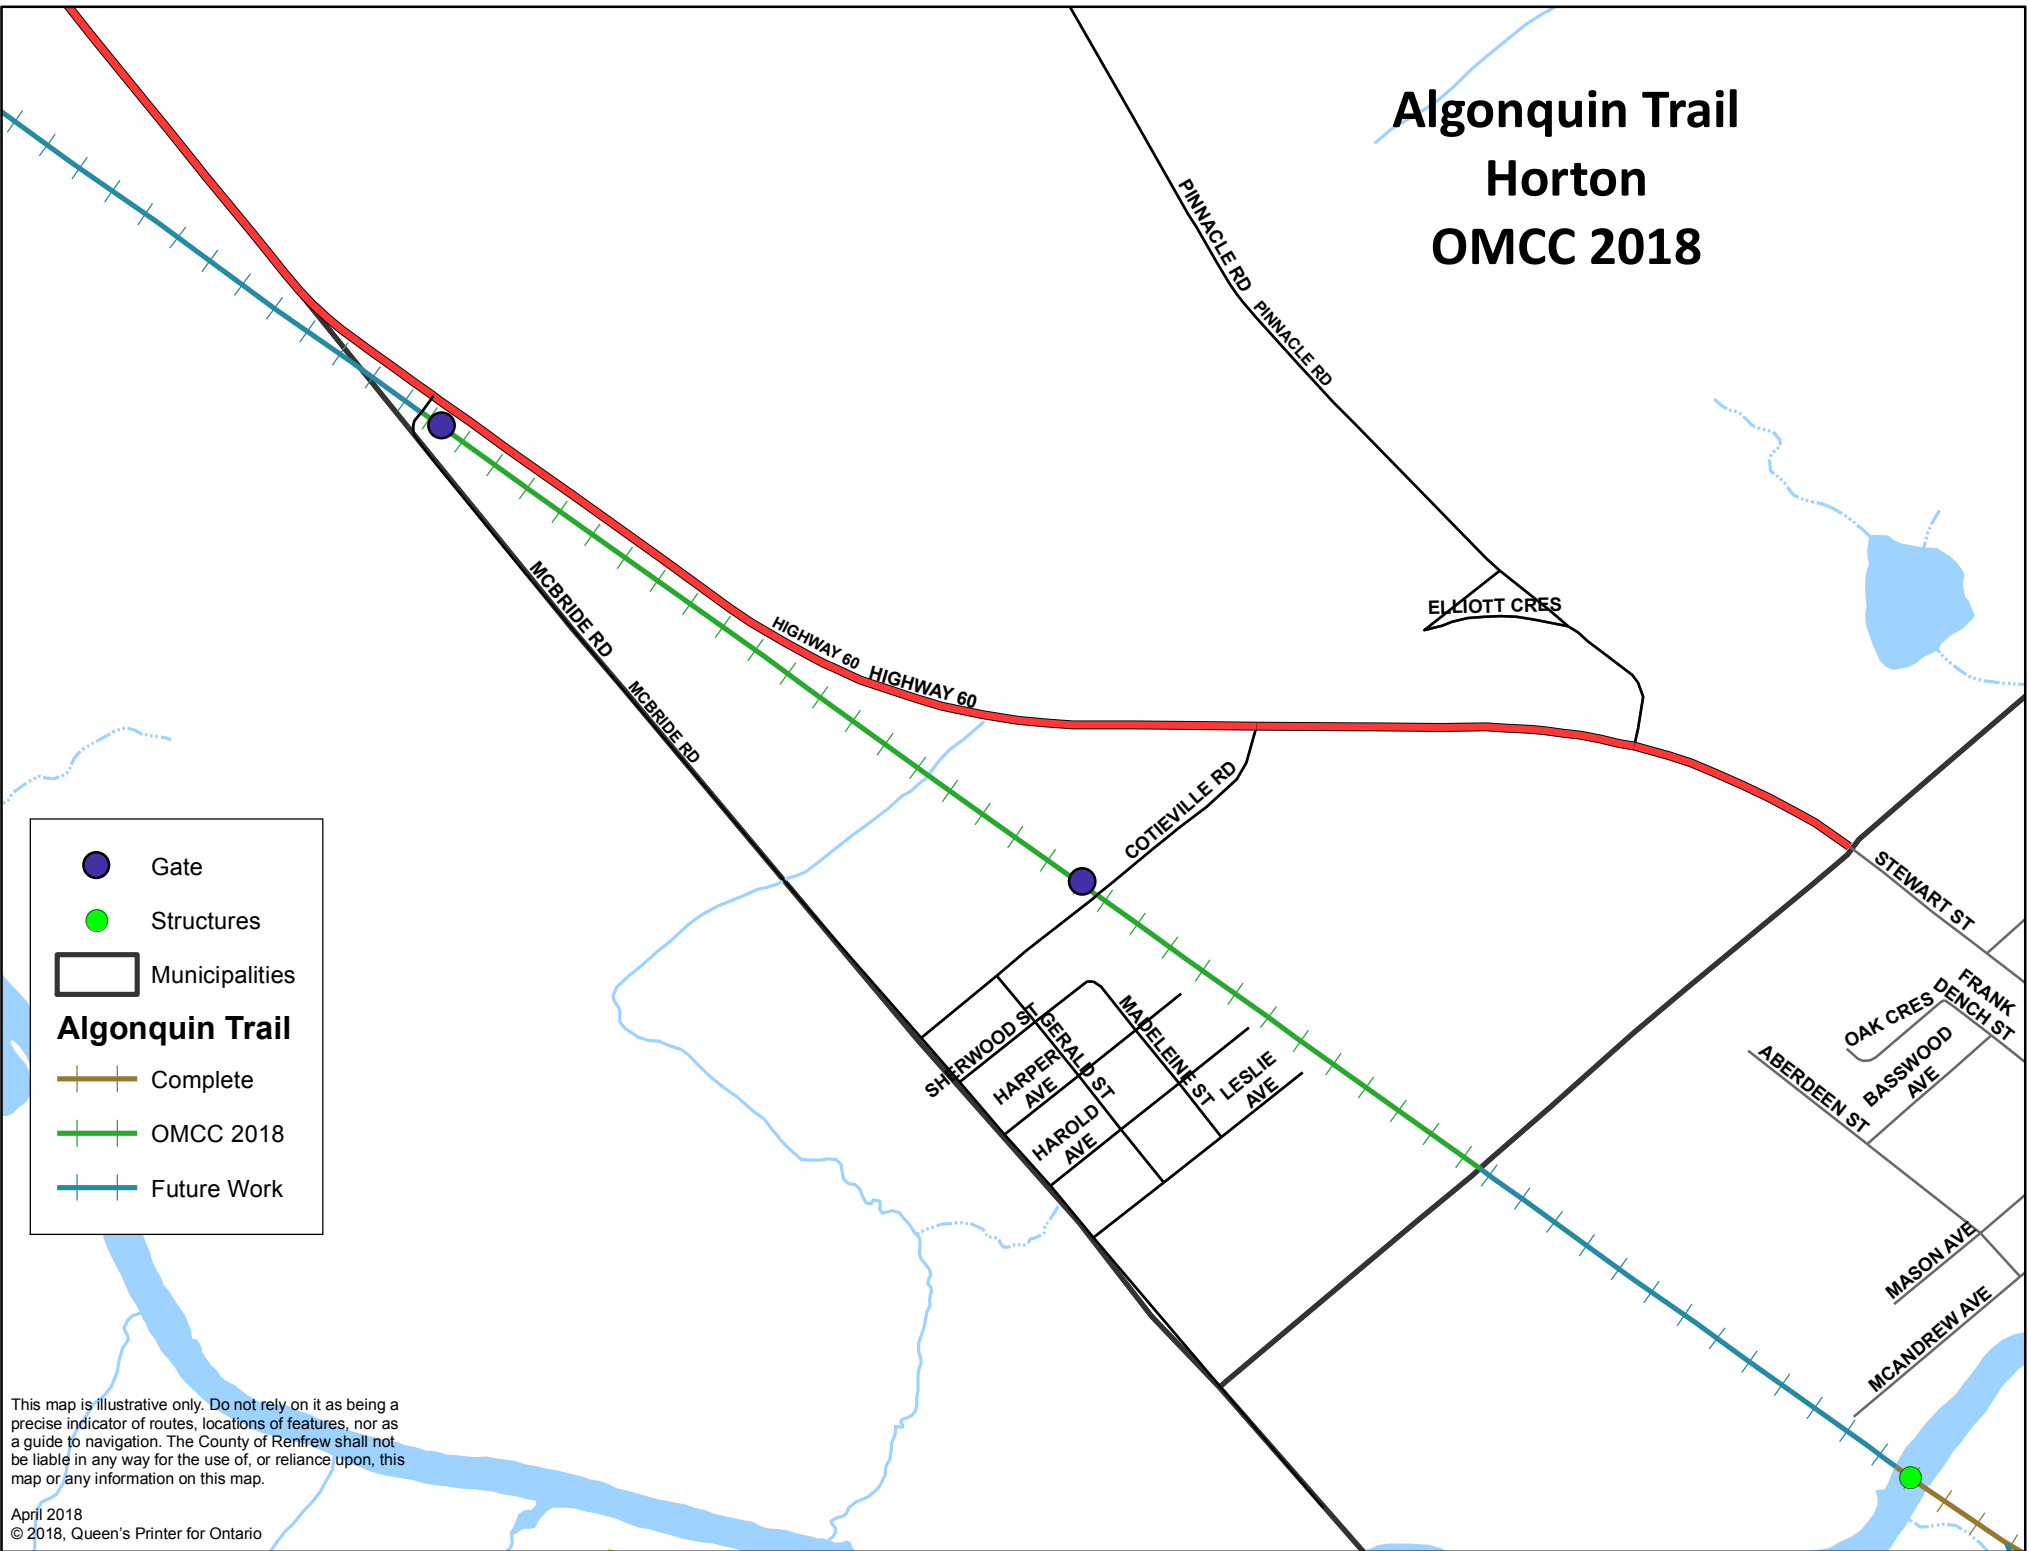 Algonquin Trail
Horton
OMCC 2018
PINNACLE RD
PINNACLE RD
ELLIOTT CRES
MCBRIDE RD
MCBRIDE RD
HIGHWAY 60
HIGHWAY 60
COTIEVILLE RD
STEWART ST
FRANK
DENCH ST
OAK CRES
BASSWOOD
AVE
ABERDEEN ST
MASON AVE
MCANDREW AVE
SHERWOOD ST
GERALD ST
MADELEINE ST
HARPER
AVE
HAROLD
AVE
LESLIE
AVE
Gate
Structures
Municipalities
Algonquin Trail
Complete
OMCC 2018
Future Work
This map is illustrative only. Do not rely on it as being a
precise indicator of routes, locations of features, nor as
a guide to navigation. The County of Renfrew shall not
be liable in any way for the use of, or reliance upon, this
map or any information on this map.
April 2018
© 2018, Queen's Printer for Ontario